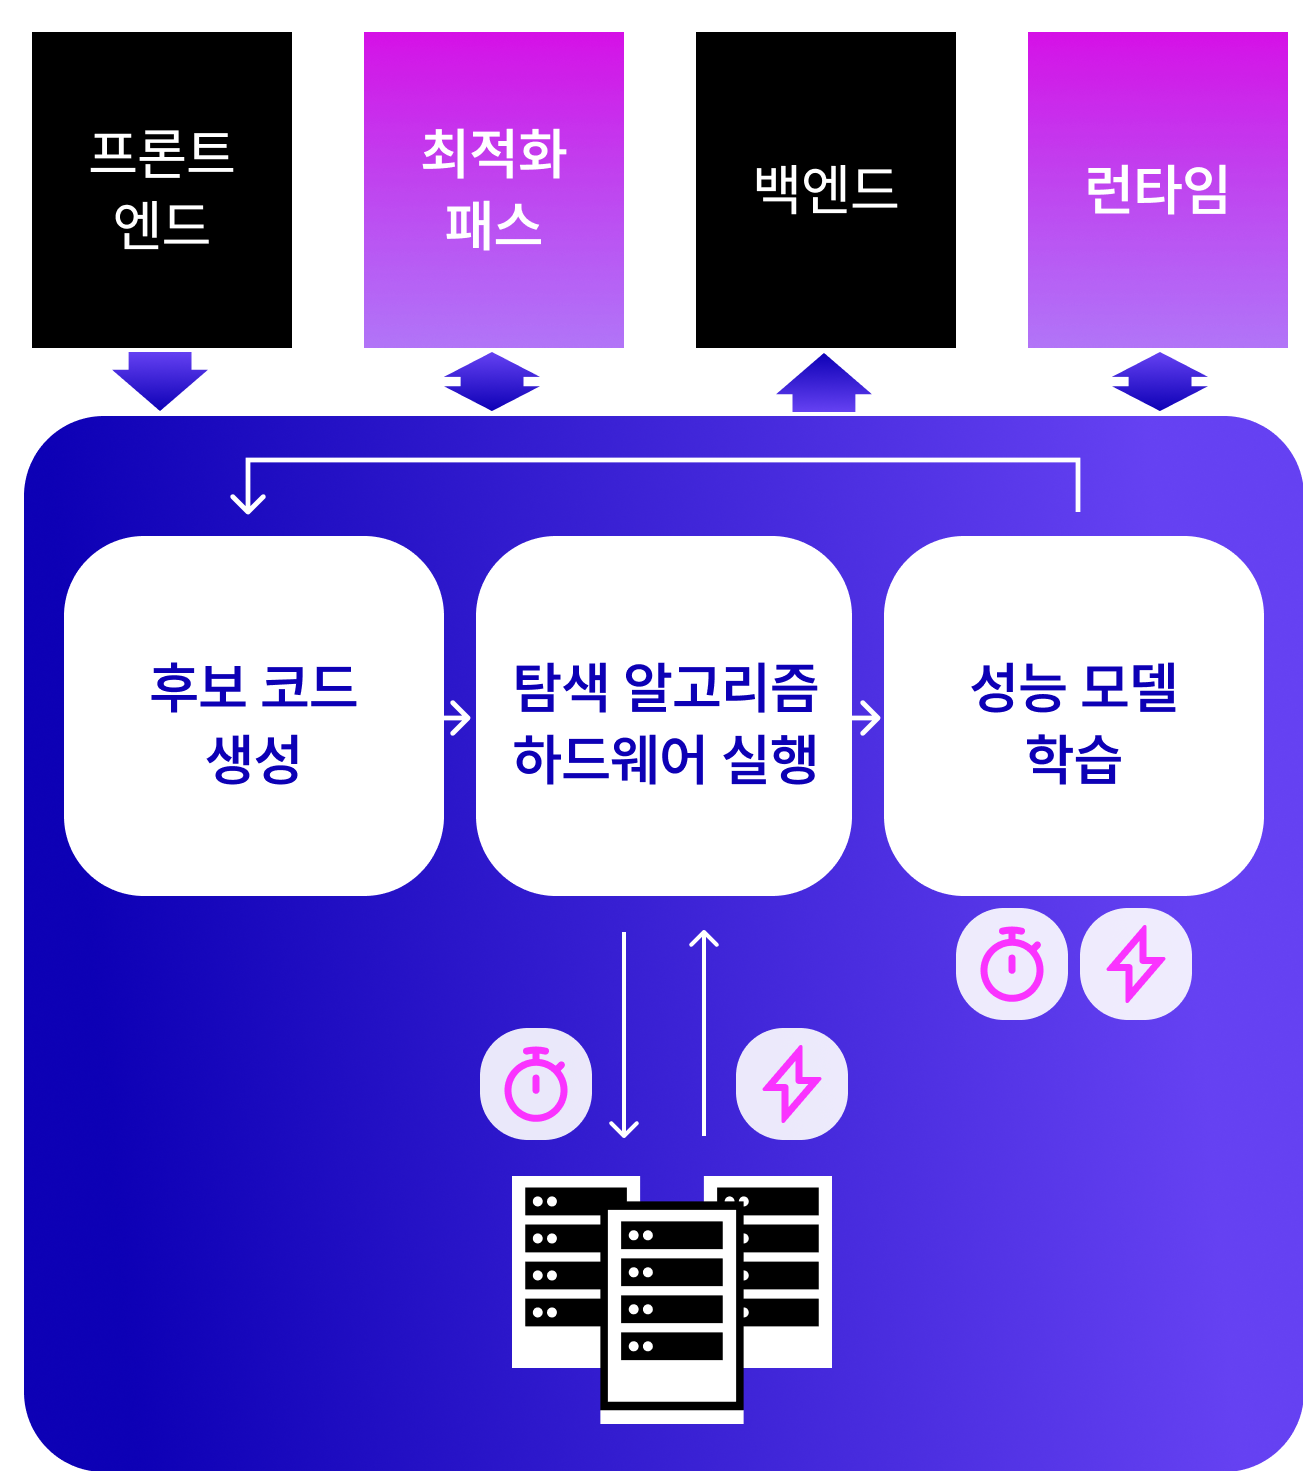 프론트
엔드
최적화
패스
백엔드
런타임
후보 코드
생성
탐색 알고리즘
하드웨어 실행
성능 모델
학습